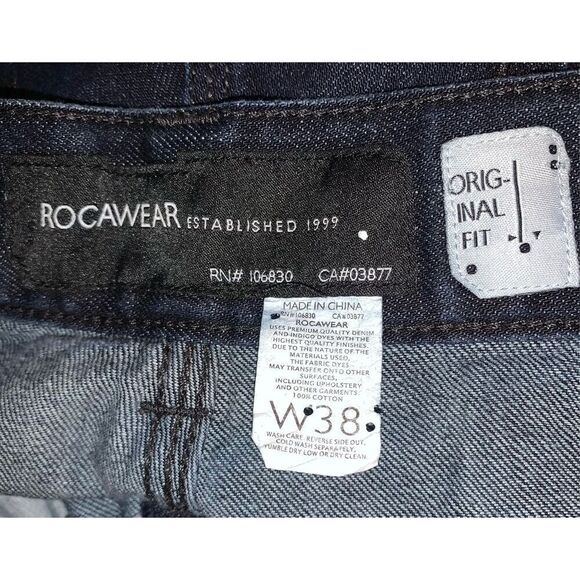 ROCAWEAR ESTABLISHED 1999
RN# 106830 CA#03877
ORIG-
INAL
FIT
MADE IN CHINA
RN#106830 CA#03877
ROCAWEAR
USES PREMIUM QUALITY DENIM
AND INDIGO DYES WITH THE
HIGHEST QUALITY FINISHES.
DUE TO THE NATURE OF THE
MATERIALS USED,
THE FABRIC DYES
MAY TRANSFER ONTO OTHER
SURFACES,
INCLUDING UPHOLSTERY
AND OTHER GARMENTS.
100% COTTON
W38
WASH CARE. REVERSE SIDE OUT.
COLD WASH SEPARATELY.
TUMBLE DRY LOW OR DRY CLEAN.